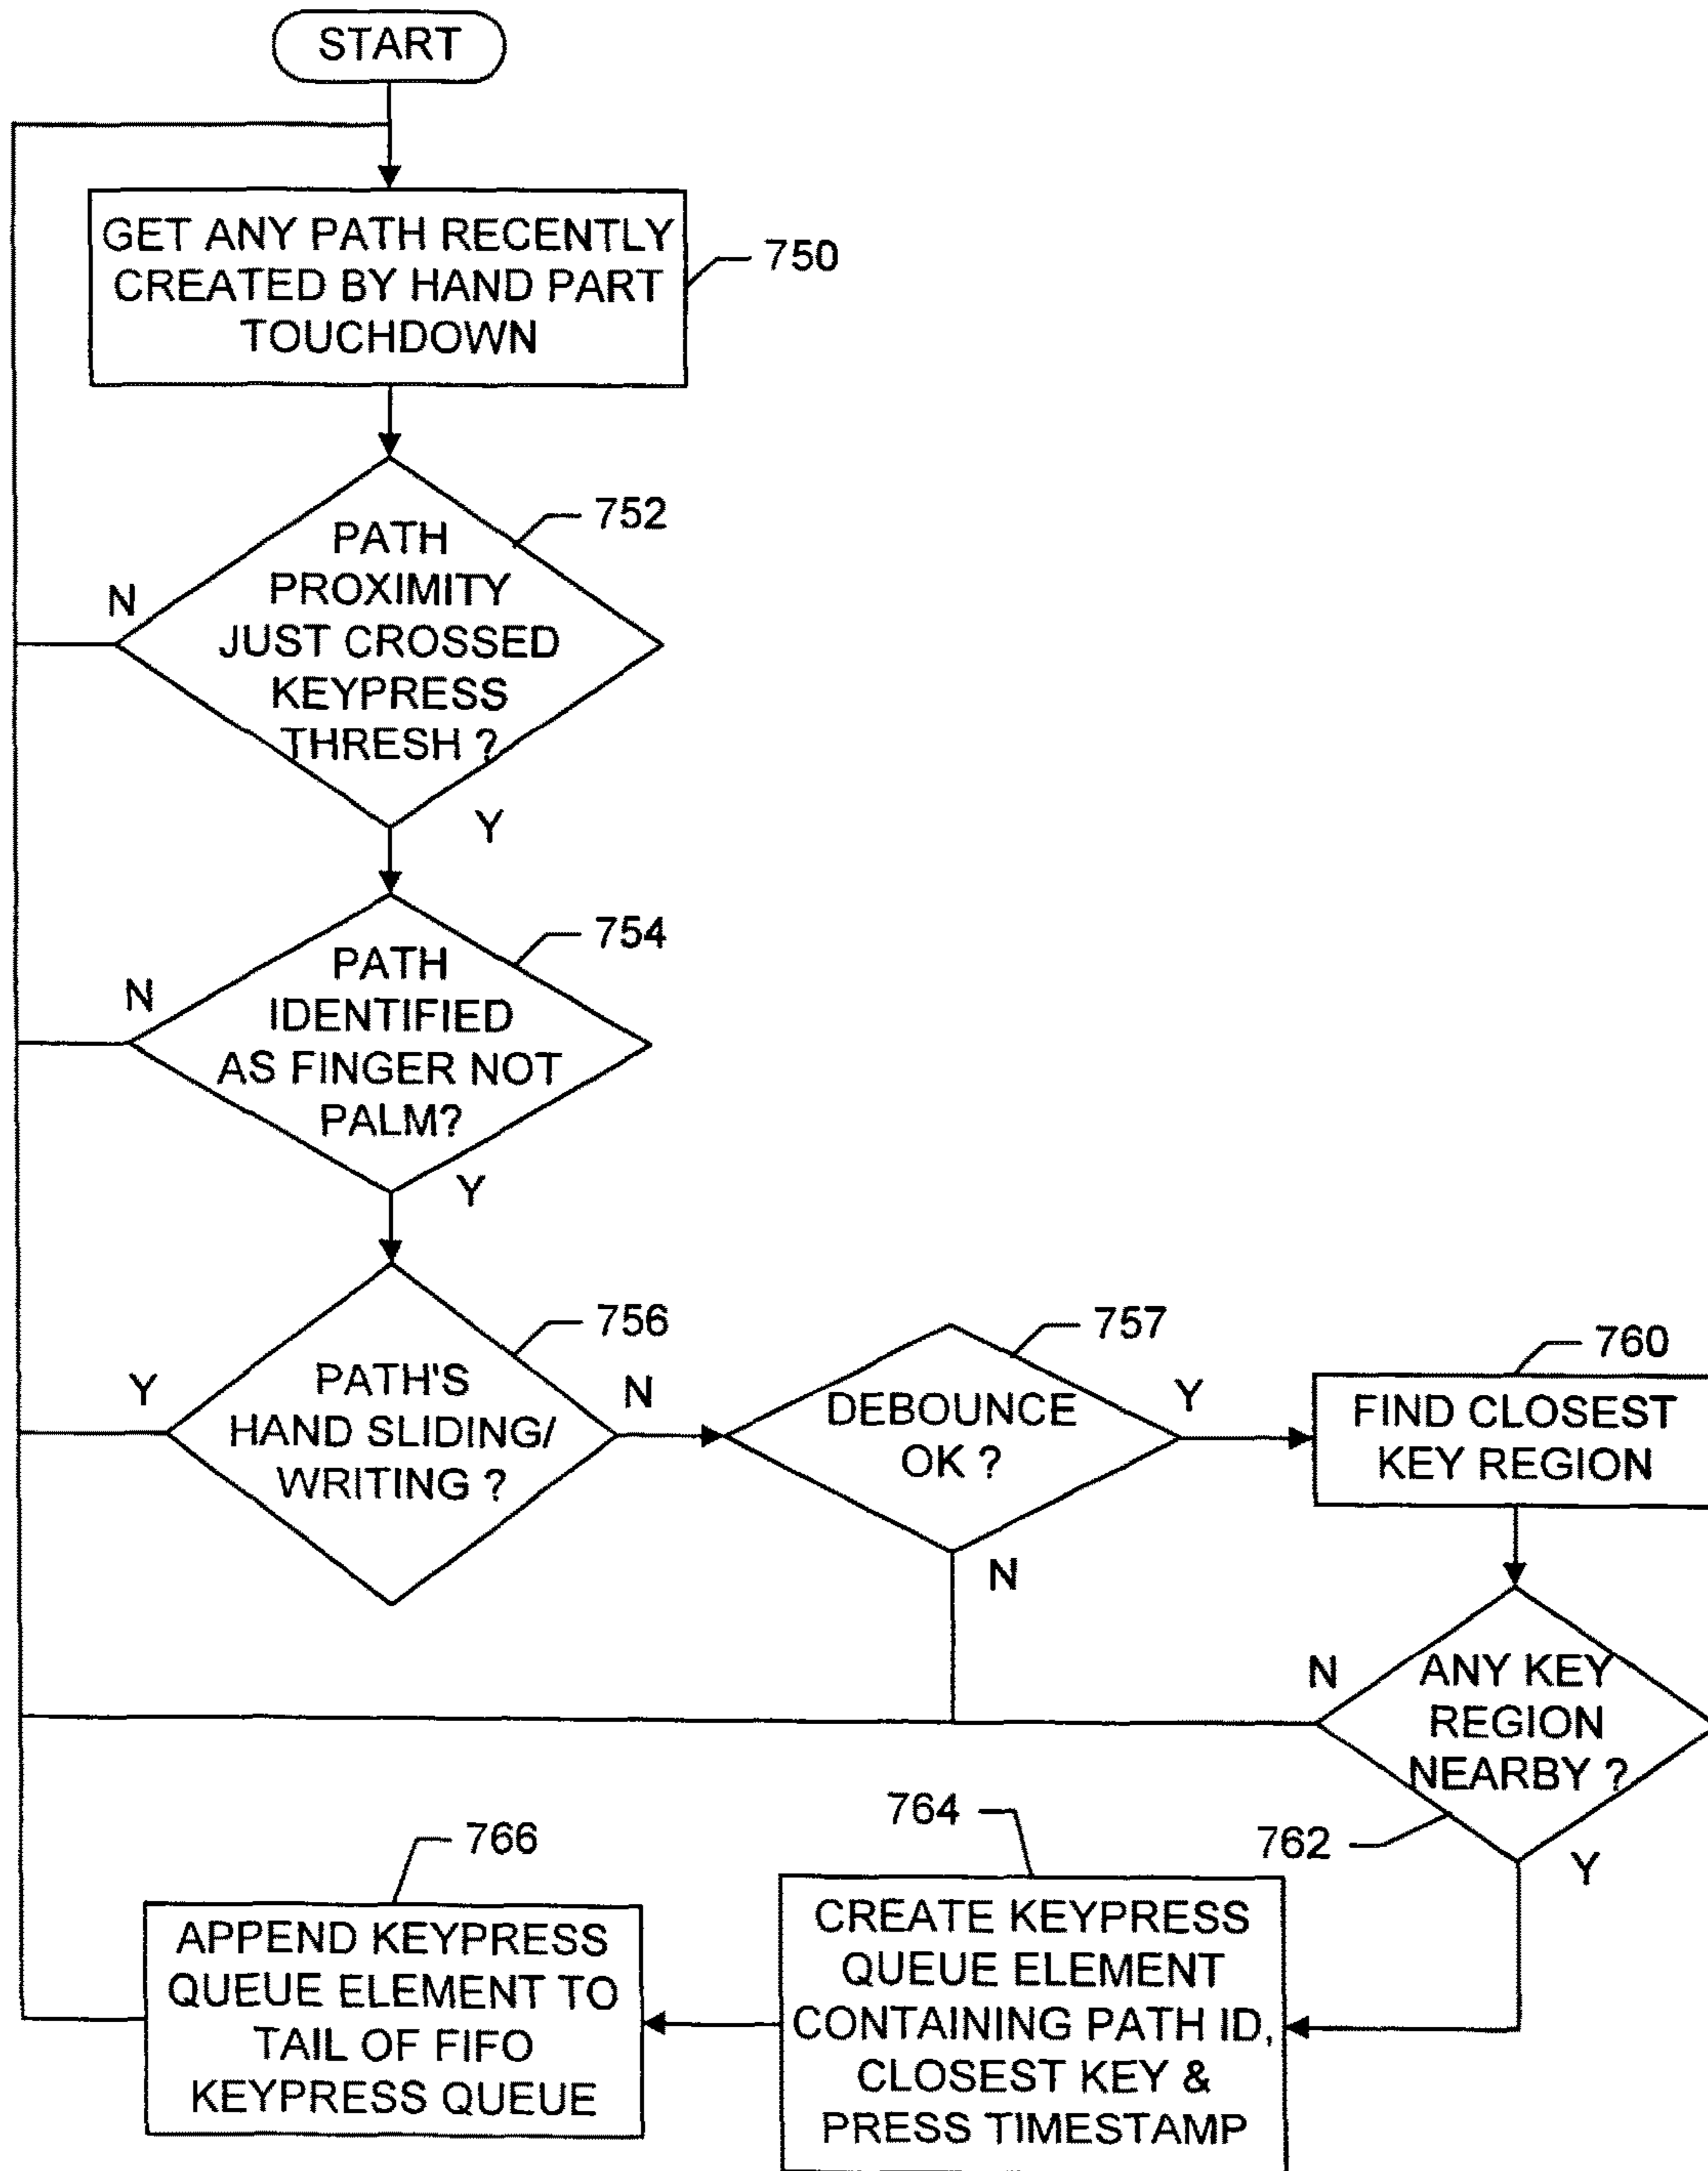 START
GET ANY PATH RECENTLY
CREATED BY HAND PART
TOUCHDOWN
750
752
PATH
PROXIMITY
JUST CROSSED
KEYPRESS
THRESH ?
N
Y
754
PATH
IDENTIFIED
AS FINGER NOT
PALM?
N
Y
756
PATH'S
HAND SLIDING/
WRITING ?
Y
N
757
DEBOUNCE
OK ?
Y
N
760
FIND CLOSEST
KEY REGION
ANY KEY
REGION
NEARBY ?
N
762
Y
764
CREATE KEYPRESS
QUEUE ELEMENT
CONTAINING PATH ID,
CLOSEST KEY &
PRESS TIMESTAMP
766
APPEND KEYPRESS
QUEUE ELEMENT TO
TAIL OF FIFO
KEYPRESS QUEUE